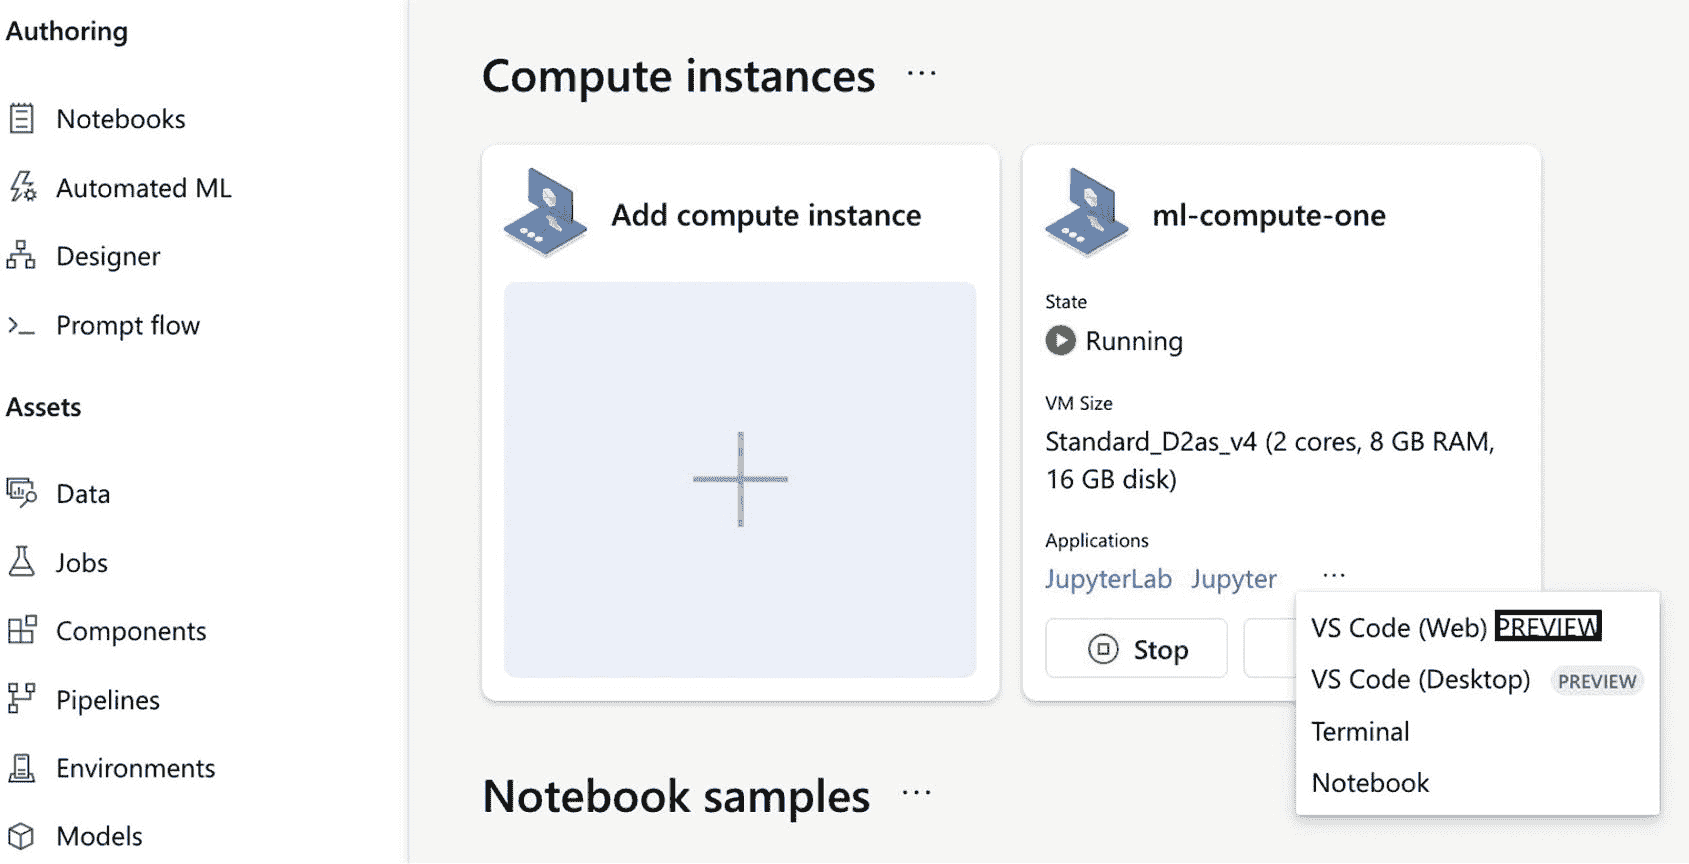 Authoring
Notebooks
Automated ML
Designer
Prompt flow
Assets
Data
Jobs
Components
Pipelines
Environments
Models
Compute instances ...
Add compute instance
ml-compute-one
State
Running
VM Size
Standard_D2as_v4 (2 cores, 8 GB RAM,
16 GB disk)
Applications
JupyterLab Jupyter ...
Stop
VS Code (Web) PREVIEW
VS Code (Desktop) PREVIEW
Terminal
Notebook
Notebook samples ...